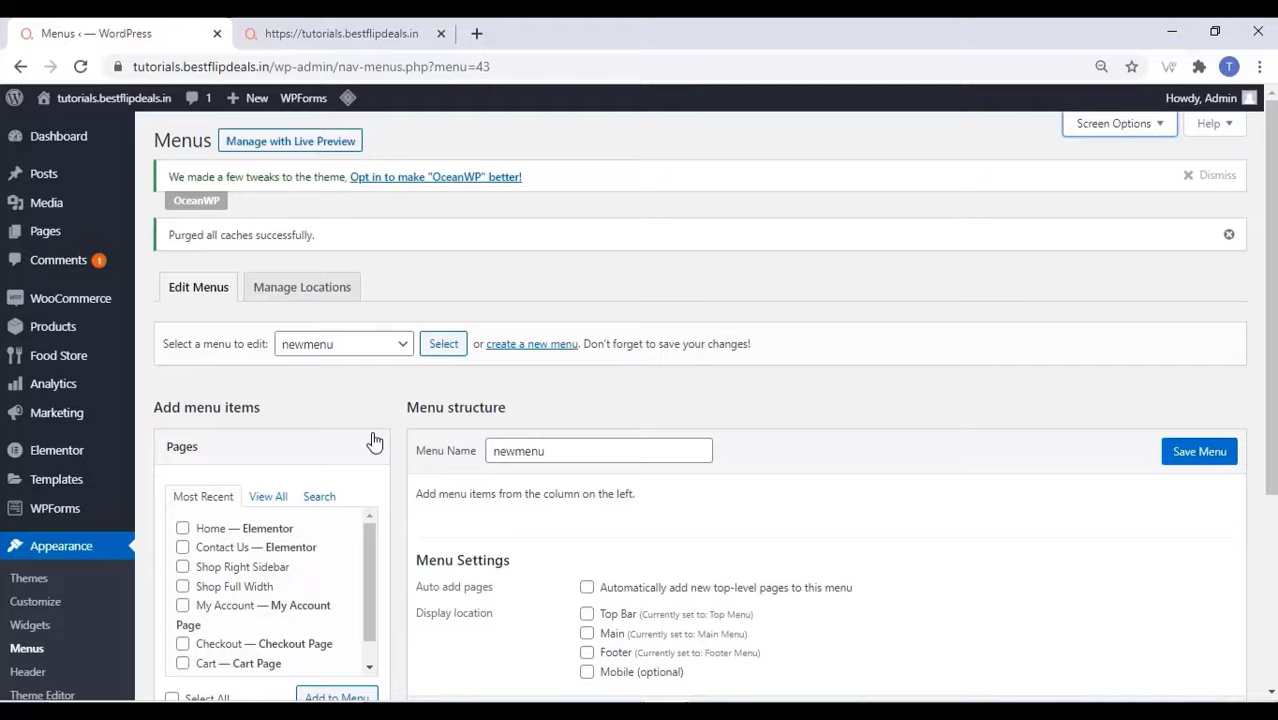 Menus ‹ — WordPress
https://tutorials.bestflipdeals.in
tutorials.bestflipdeals.in/wp-admin/nav-menus.php?menu=43
T
tutorials.bestflipdeals.in 1 New WPForms
Howdy, Admin
Dashboard
Posts
Media
Pages
Comments 1
WooCommerce
Products
Food Store
Analytics
Marketing
Elementor
Templates
WPForms
Appearance
Themes
Customize
Widgets
Menus
Header
Theme Editor
Screen Options
Help
Menus
Manage with Live Preview
We made a few tweaks to the theme, Opt in to make "OceanWP" better!
Dismiss
OceanWP
Purged all caches successfully.
Edit Menus
Manage Locations
Select a menu to edit: newmenu Select or create a new menu. Don’t forget to save your changes!
Add menu items
Pages
Most Recent View All Search
Home — Elementor
Contact Us — Elementor
Shop Right Sidebar
Shop Full Width
My Account — My Account
Page
Checkout — Checkout Page
Cart — Cart Page
Select All
Add to Menu
Menu structure
Menu Name newmenu
Save Menu
Add menu items from the column on the left.
Menu Settings
Auto add pages
Automatically add new top-level pages to this menu
Display location
Top Bar (Currently set to: Top Menu)
Main (Currently set to: Main Menu)
Footer (Currently set to: Footer Menu)
Mobile (optional)